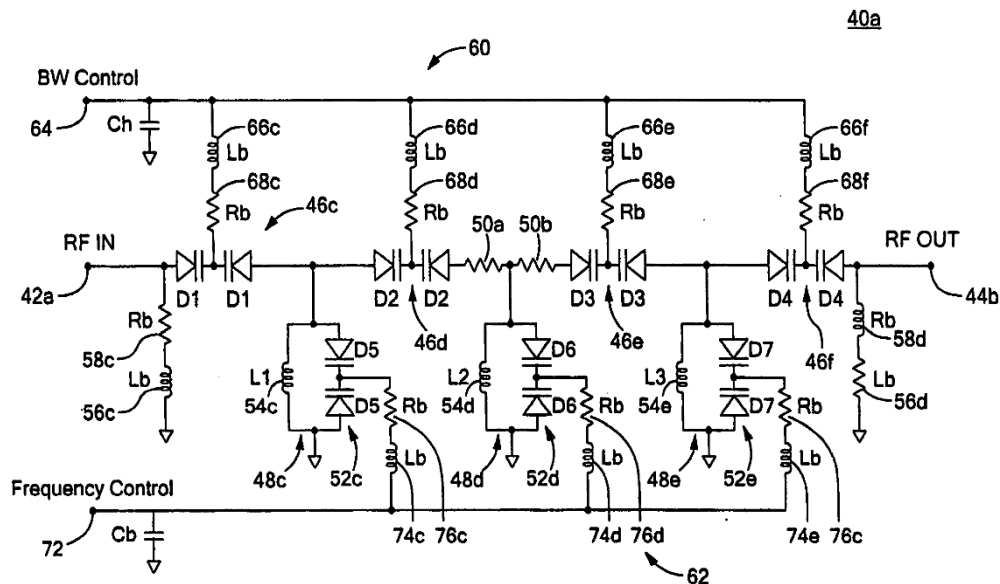 40a
60
BW Control
64
Ch
66c
Lb
66d
Lb
66e
Lb
66f
Lb
68c
Rb
68d
Rb
68e
Rb
68f
Rb
46c
50a
50b
RF IN
RF OUT
42a
D1
D1
D2
D2
D3
D3
D4
D4
44b
46d
46e
46f
Rb
58c
Lb
56c
Rb
58d
Lb
56d
L1
54c
D5
D5
Rb
L2
54d
D6
D6
Rb
L3
54e
D7
D7
Rb
48c
52c
Lb
48d
52d
Lb
48e
52e
Lb
Frequency Control
72
Cb
74c
76c
74d
76d
74e
76c
62